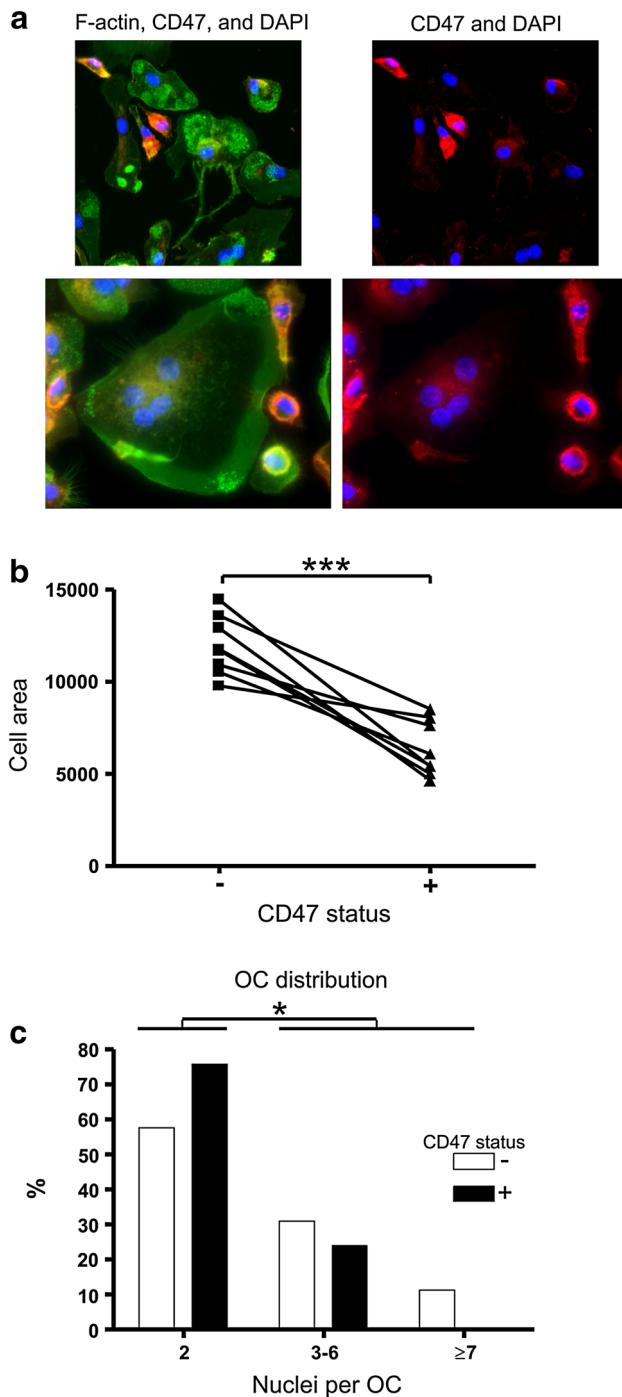 a
F-actin, CD47, and DAPI
CD47 and DAPI
b
***
15000
10000
5000
0
Cell area
-
+
CD47 status
OC distribution
c
*
80
70
60
50
40
30
20
10
0
%
CD47 status
-
+
2
3-6
≥7
Nuclei per OC